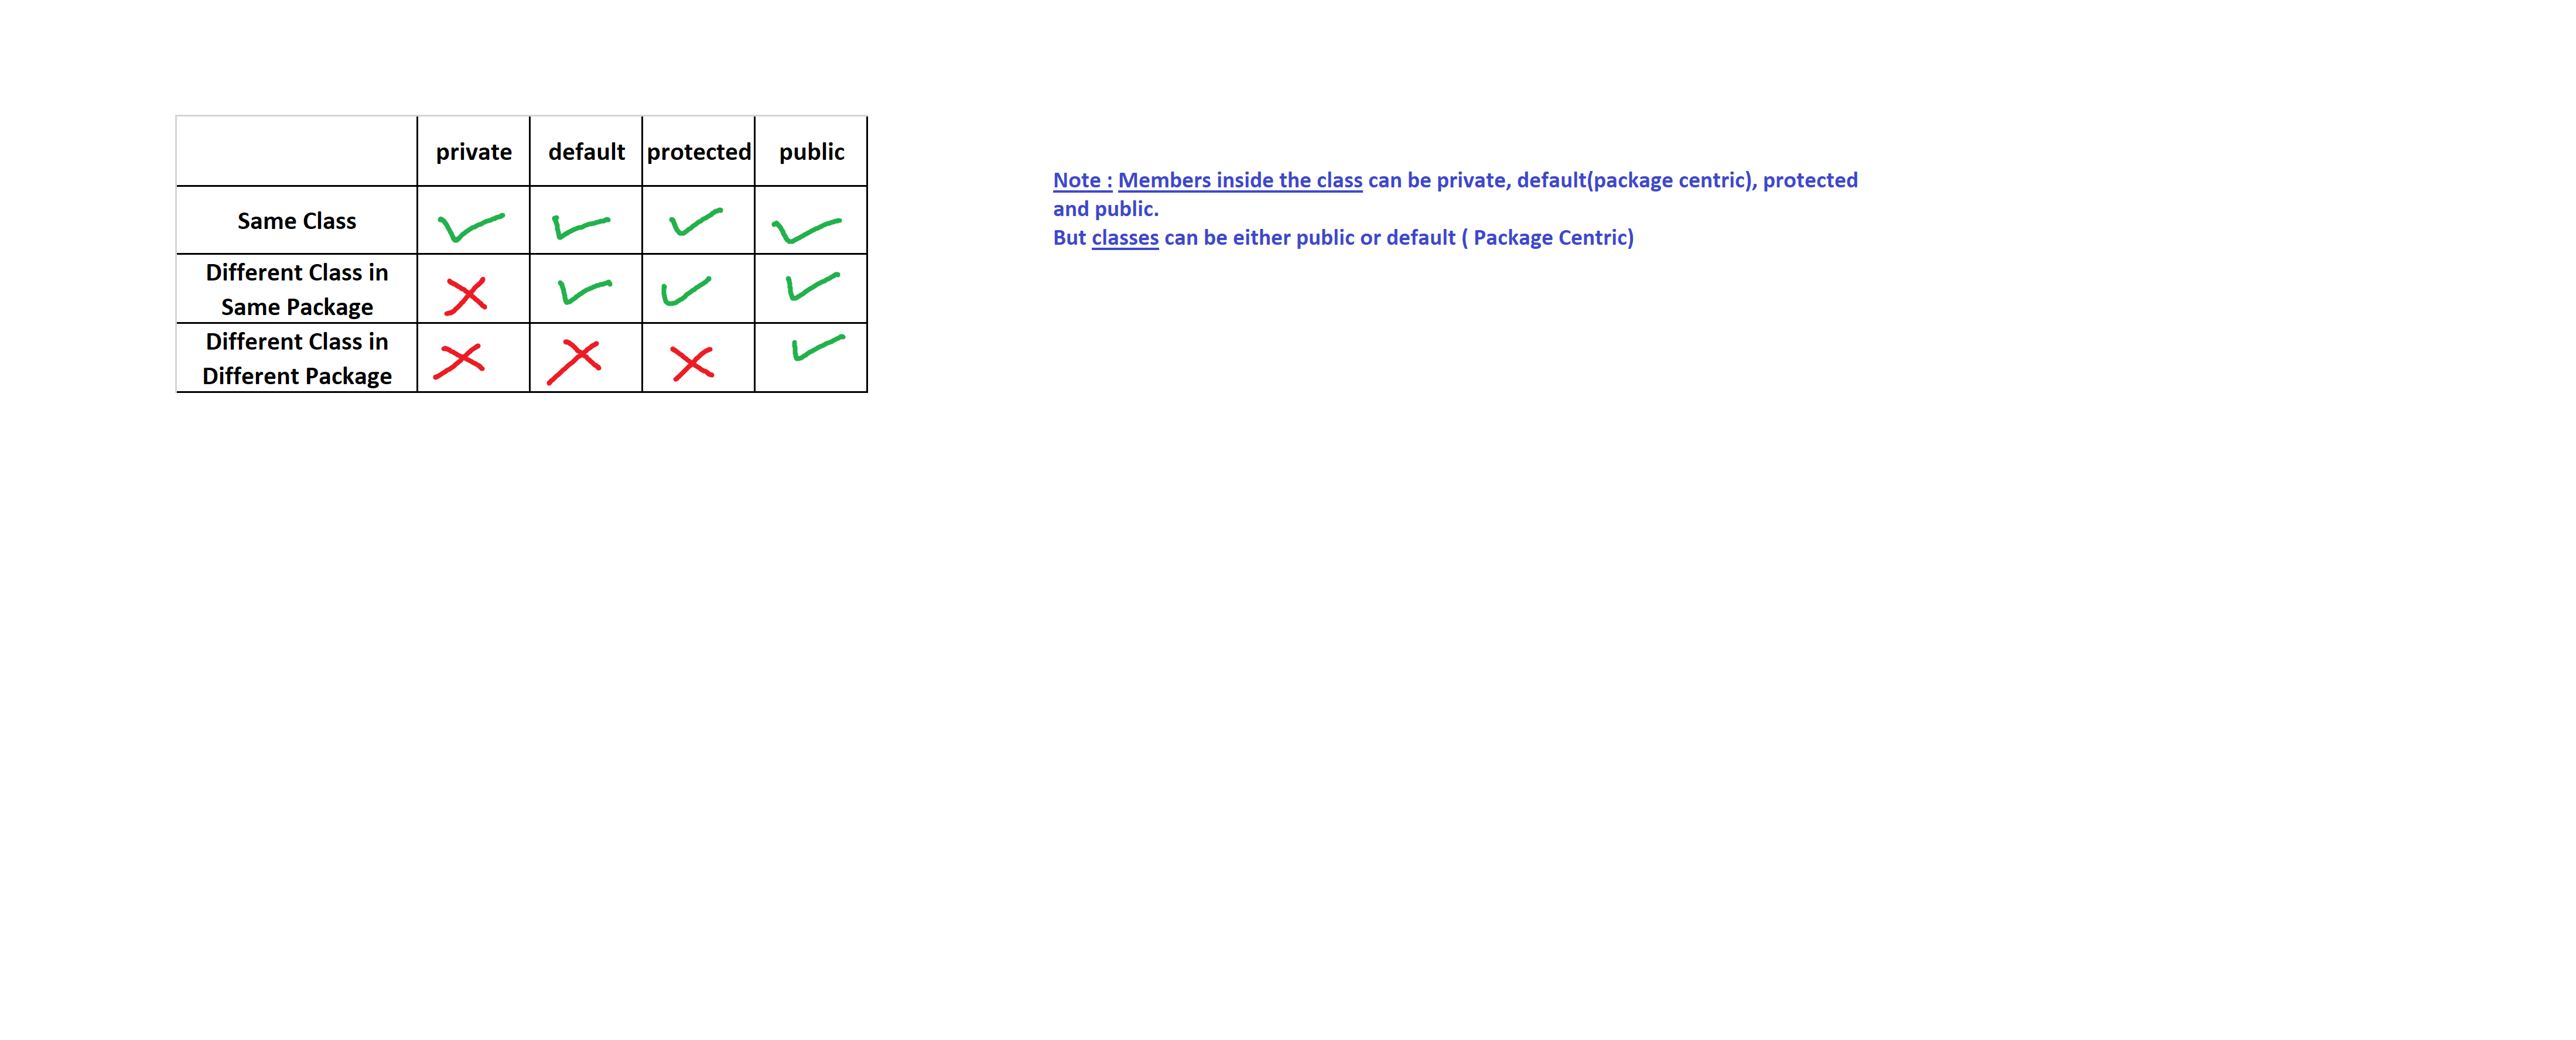 private default protected public
Same Class
Different Class in
Same Package
Different Class in
Different Package
Note : Members inside the class can be private, default(package centric), protected
and public.
But classes can be either public or default ( Package Centric)